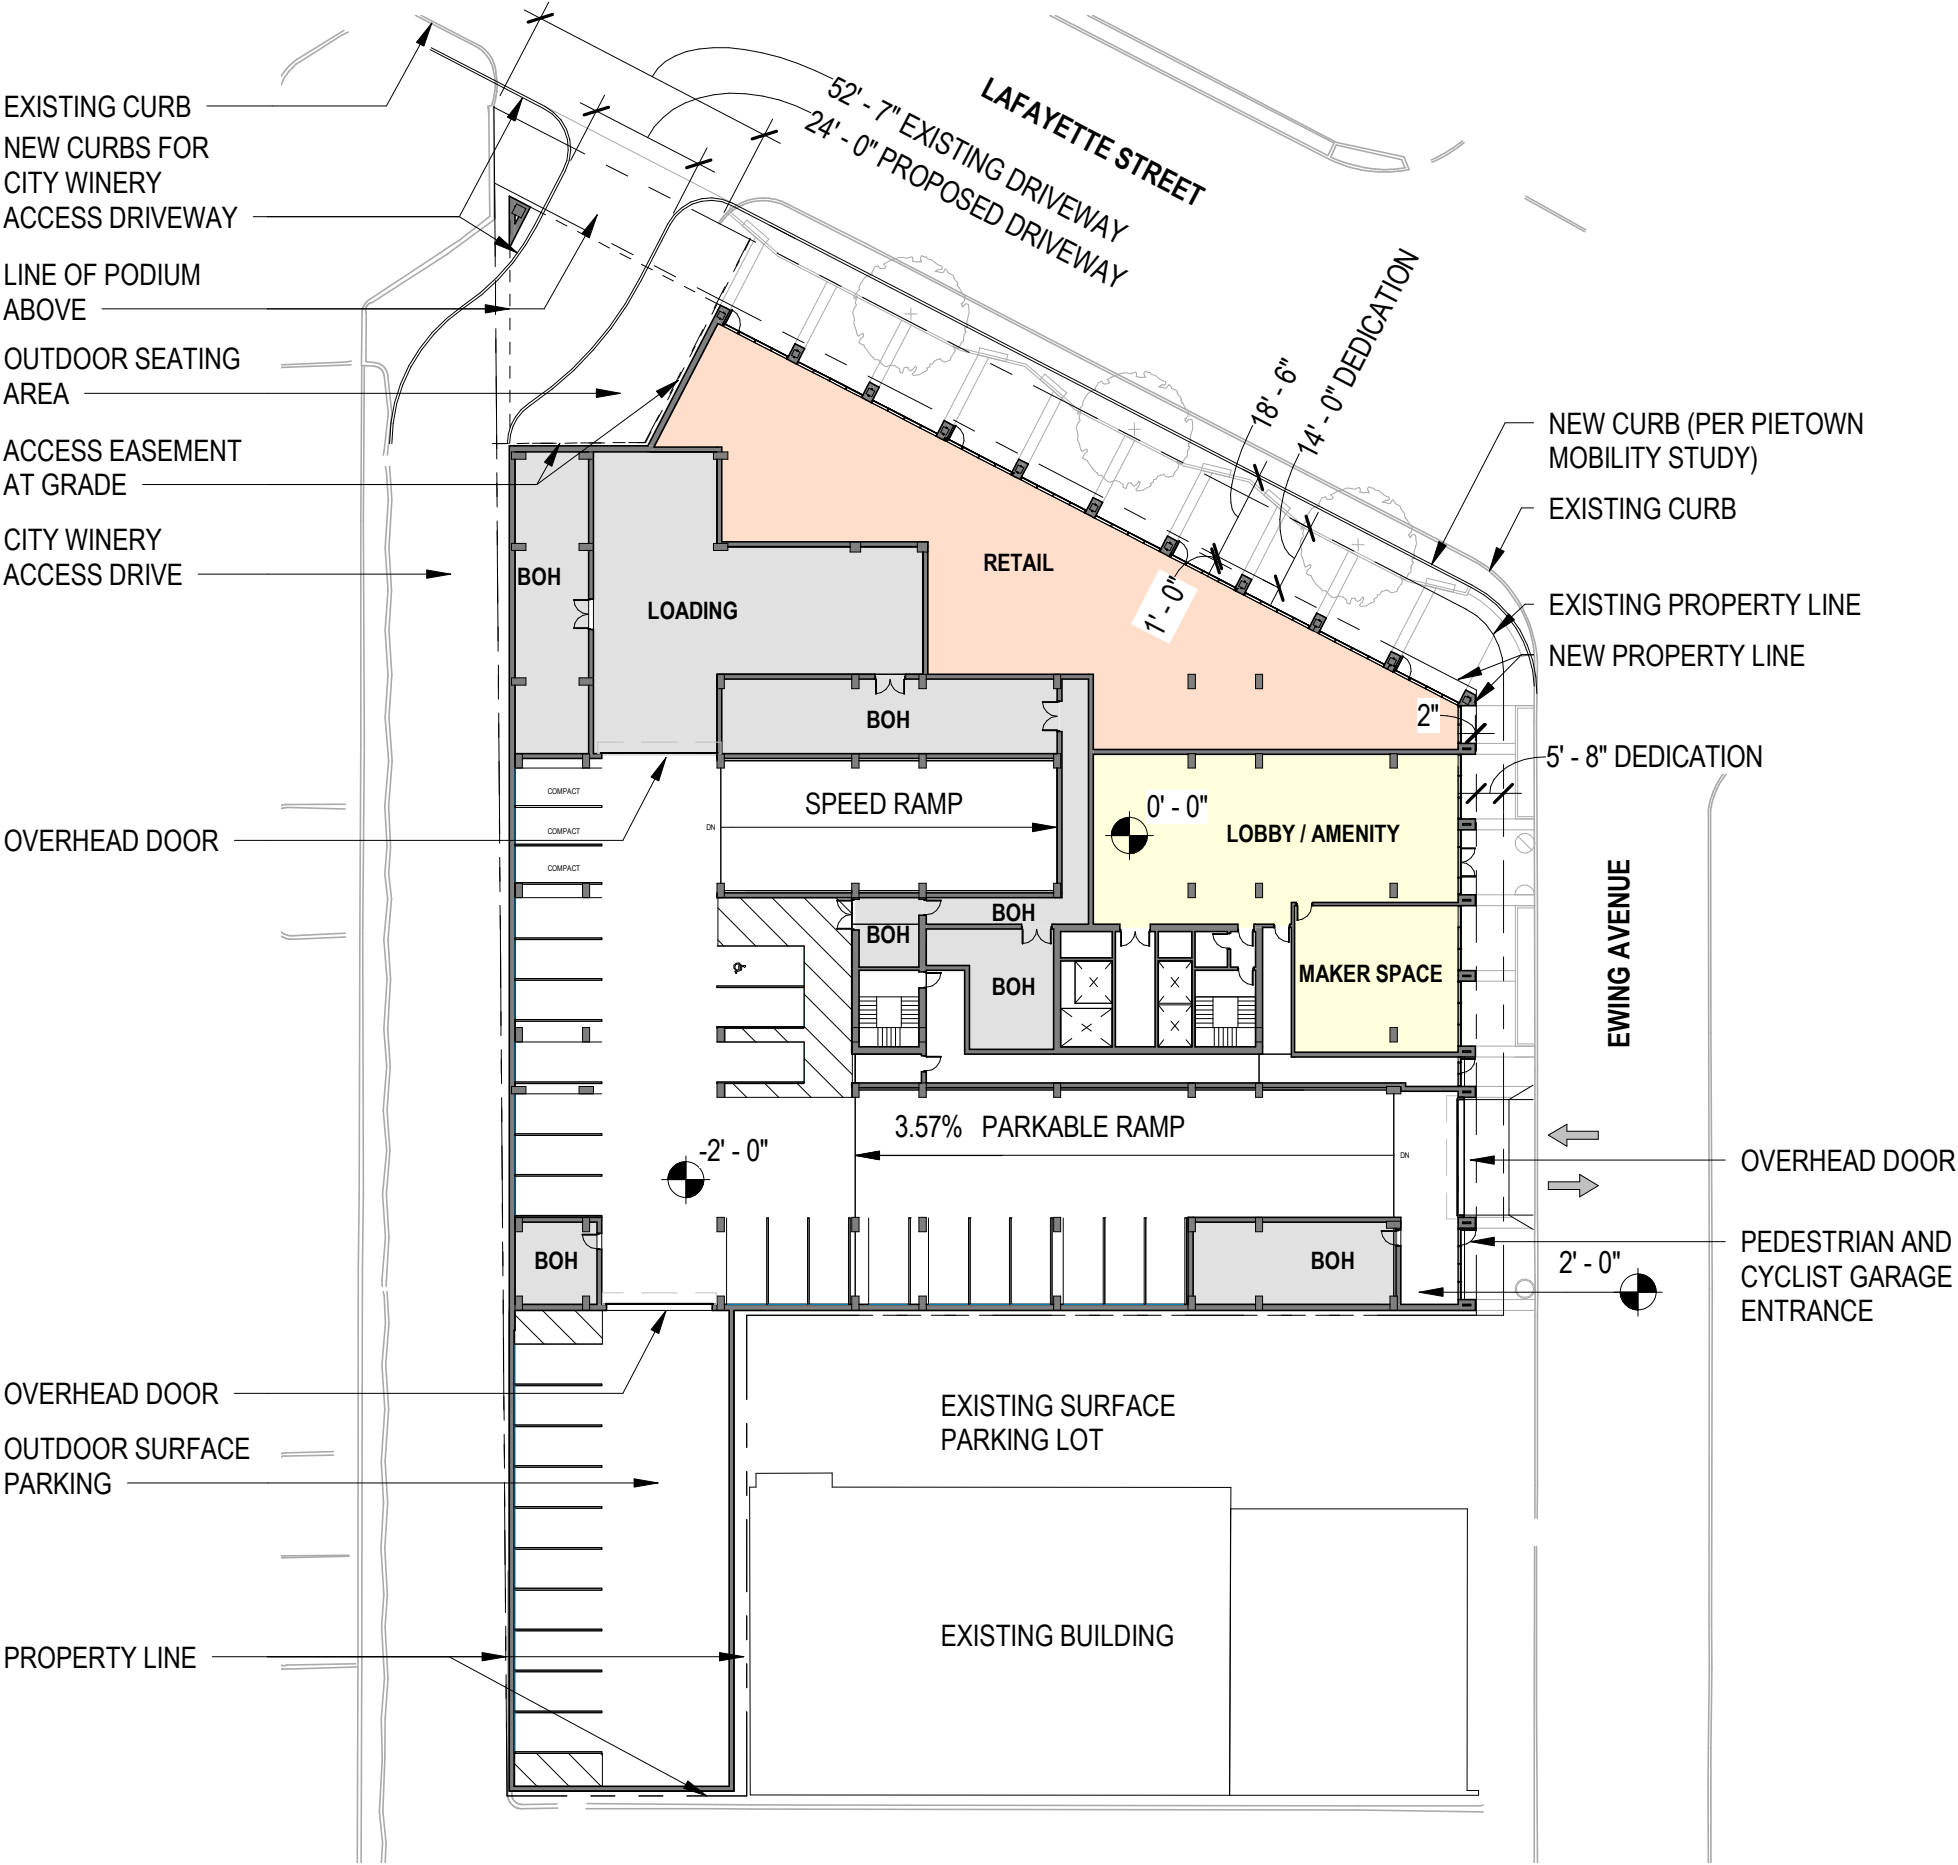 EXISTING CURB
NEW CURBS FOR
CITY WINERY
ACCESS DRIVEWAY
LINE OF PODIUM
ABOVE
OUTDOOR SEATING
AREA
ACCESS EASEMENT
AT GRADE
CITY WINERY
ACCESS DRIVE
OVERHEAD DOOR
OVERHEAD DOOR
OUTDOOR SURFACE
PARKING
PROPERTY LINE
52' - 7" EXISTING DRIVEWAY
24' - 0" PROPOSED DRIVEWAY
LAFAYETTE STREET
18' - 6"
14' - 0" DEDICATION
1' - 0"
RETAIL
BOH
LOADING
BOH
2"
COMPACT
COMPACT
COMPACT
DN
SPEED RAMP
0' - 0"
LOBBY / AMENITY
BOH
BOH
BOH
MAKER SPACE
3.57% PARKABLE RAMP
DN
-2' - 0"
BOH
BOH
EXISTING SURFACE
PARKING LOT
EXISTING BUILDING
NEW CURB (PER PIETOWN
MOBILITY STUDY)
EXISTING CURB
EXISTING PROPERTY LINE
NEW PROPERTY LINE
5' - 8" DEDICATION
EWING AVENUE
OVERHEAD DOOR
PEDESTRIAN AND
CYCLIST GARAGE
ENTRANCE
2' - 0"